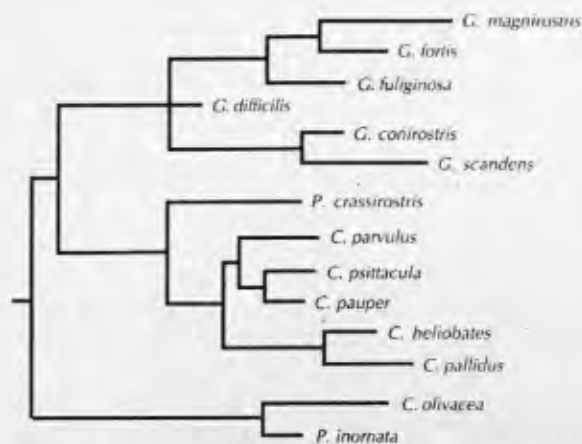 G. magnirostris
G. fortis
G. fuliginosa
G. difficilis
G. conirostris
G. scandens
P. crassirostris
C. parvulus
C. psittacula
C. pauper
C. heliobates
C. pallidus
C. olivacea
P. inornata